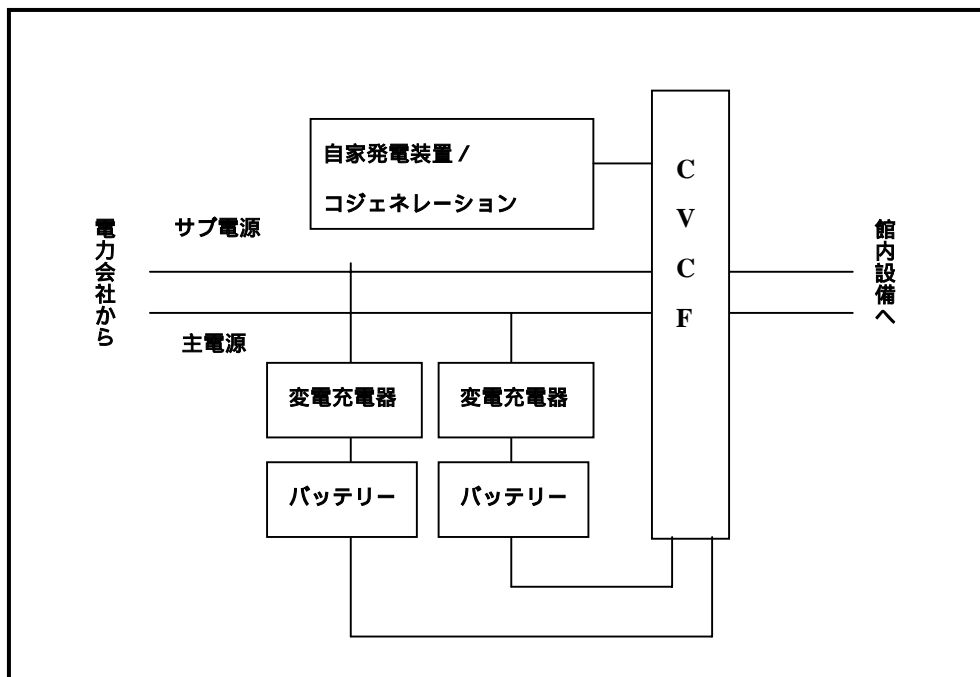 自家発電装置/
コジェネレーション
C
V
C
F
サブ電源
電力会社から
主電源
館内設備へ
変電充電器
変電充電器
バッテリー
バッテリー